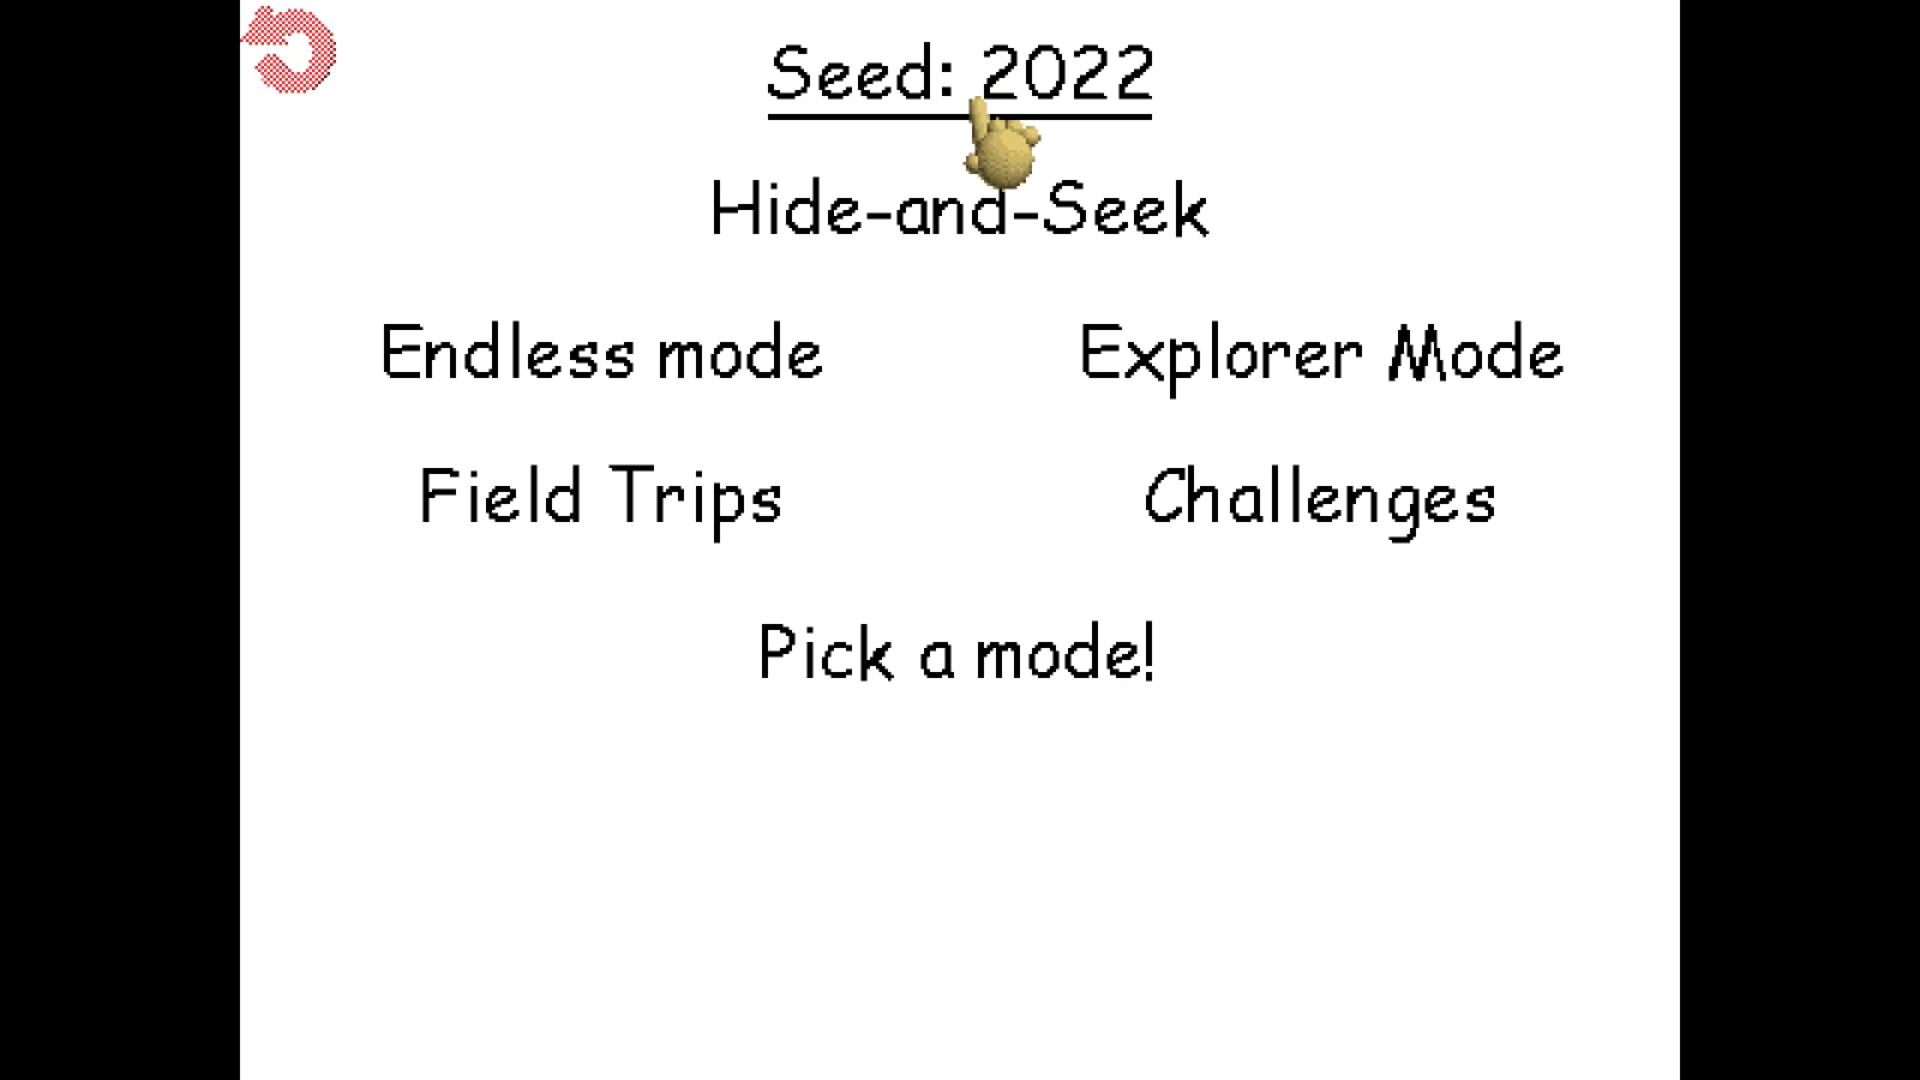 Seed: 2022
Hide-and-Seek
Endless mode
Explorer Mode
Field Trips
Challenges
Pick a mode!